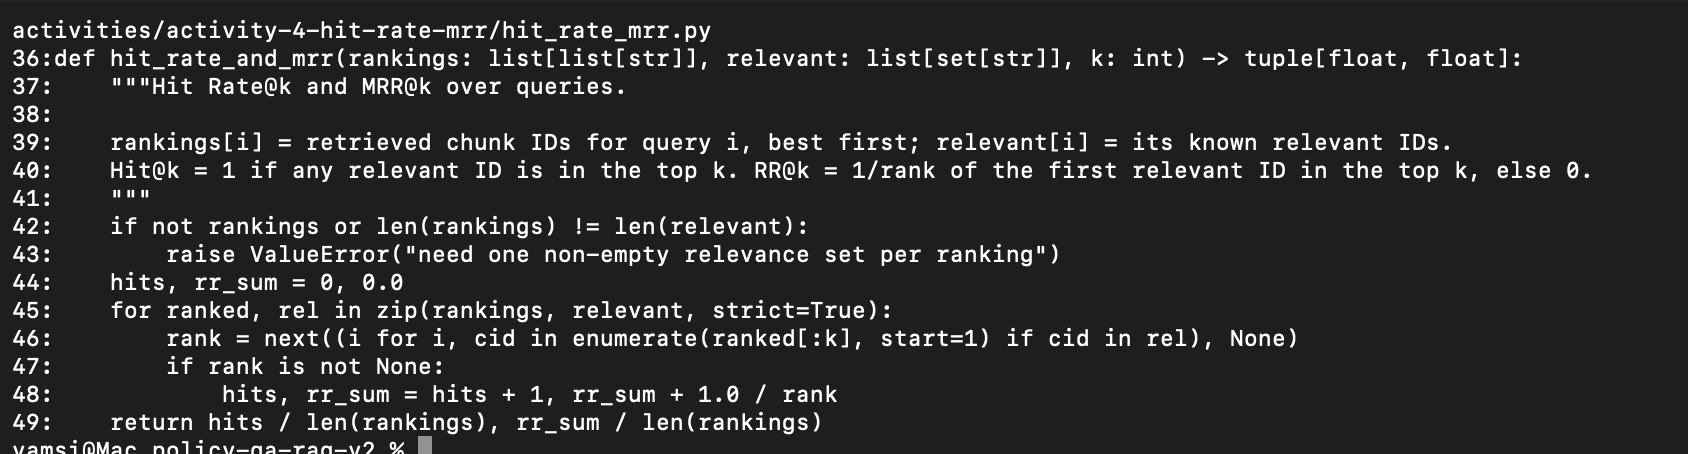 activities/activity-4-hit-rate-mrr/hit_rate_mrr.py
36:def hit_rate_and_mrr(rankings: list[list[str]], relevant: list[set[str]], k: int) -> tuple[float, float]:
37:    """Hit Rate@k and MRR@k over queries.
38:
39:    rankings[i] = retrieved chunk IDs for query i, best first; relevant[i] = its known relevant IDs.
40:    Hit@k = 1 if any relevant ID is in the top k. RR@k = 1/rank of the first relevant ID in the top k, else 0.
41:    """
42:    if not rankings or len(rankings) != len(relevant):
43:        raise ValueError("need one non-empty relevance set per ranking")
44:    hits, rr_sum = 0, 0.0
45:    for ranked, rel in zip(rankings, relevant, strict=True):
46:        rank = next((i for i, cid in enumerate(ranked[:k], start=1) if cid in rel), None)
47:        if rank is not None:
48:            hits, rr_sum = hits + 1, rr_sum + 1.0 / rank
49:    return hits / len(rankings), rr_sum / len(rankings)
vamsi@Mac policy-qa-rag-v2 %